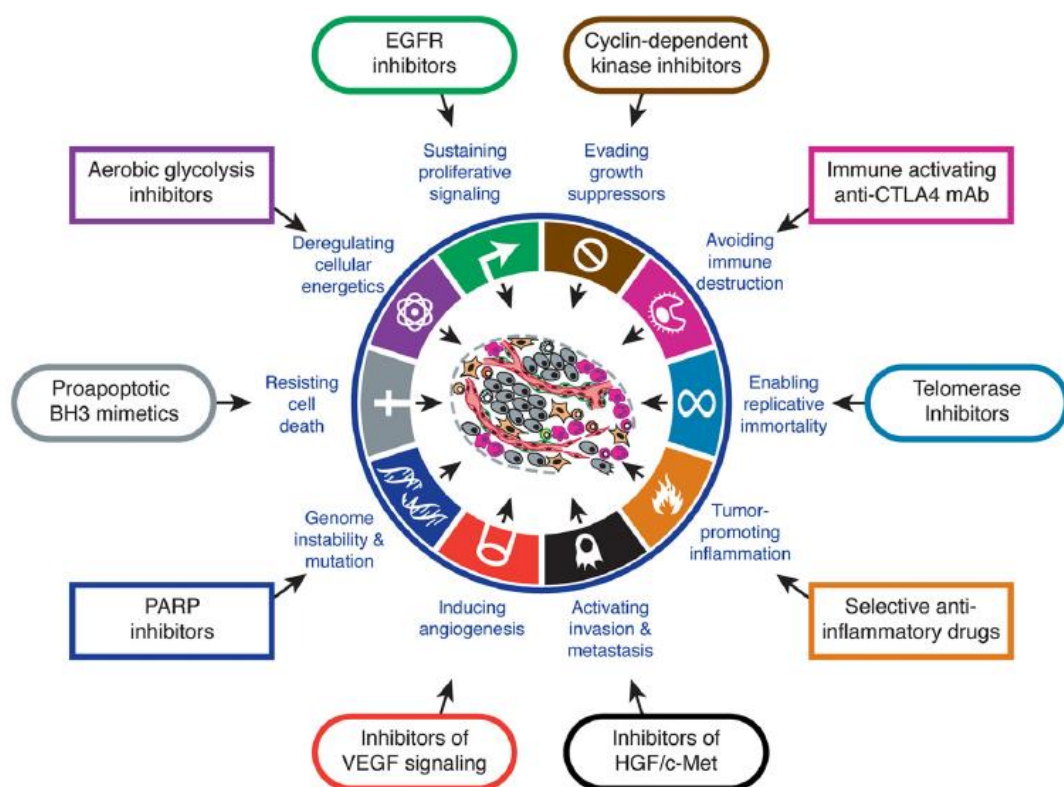 EGFR
inhibitors
Cyclin-dependent
kinase inhibitors
Sustaining
proliferative
signaling
Evading
growth
suppressors
Aerobic glycolysis
inhibitors
Immune activating
anti-CTLA4 mAb
Deregulating
cellular
energetics
Avoiding
immune
destruction
Proapoptotic
BH3 mimetics
Resisting
cell
death
Enabling
replicative
immortality
Telomerase
Inhibitors
Genome
instability &
mutation
Tumor-
promoting
inflammation
PARP
inhibitors
Inducing
angiogenesis
Activating
invasion &
metastasis
Selective anti-
inflammatory drugs
Inhibitors of
VEGF signaling
Inhibitors of
HGF/c-Met